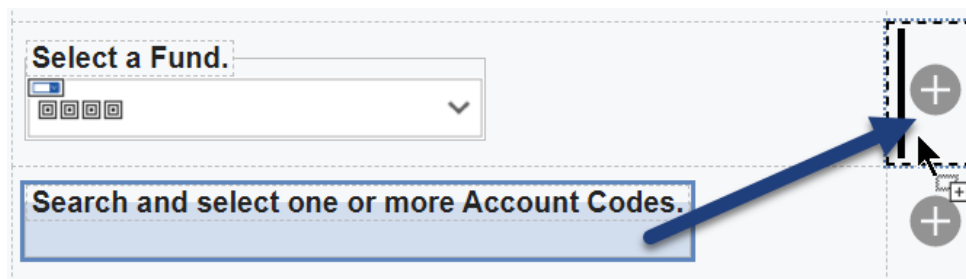 Select a Fund.
Search and select one or more Account Codes.